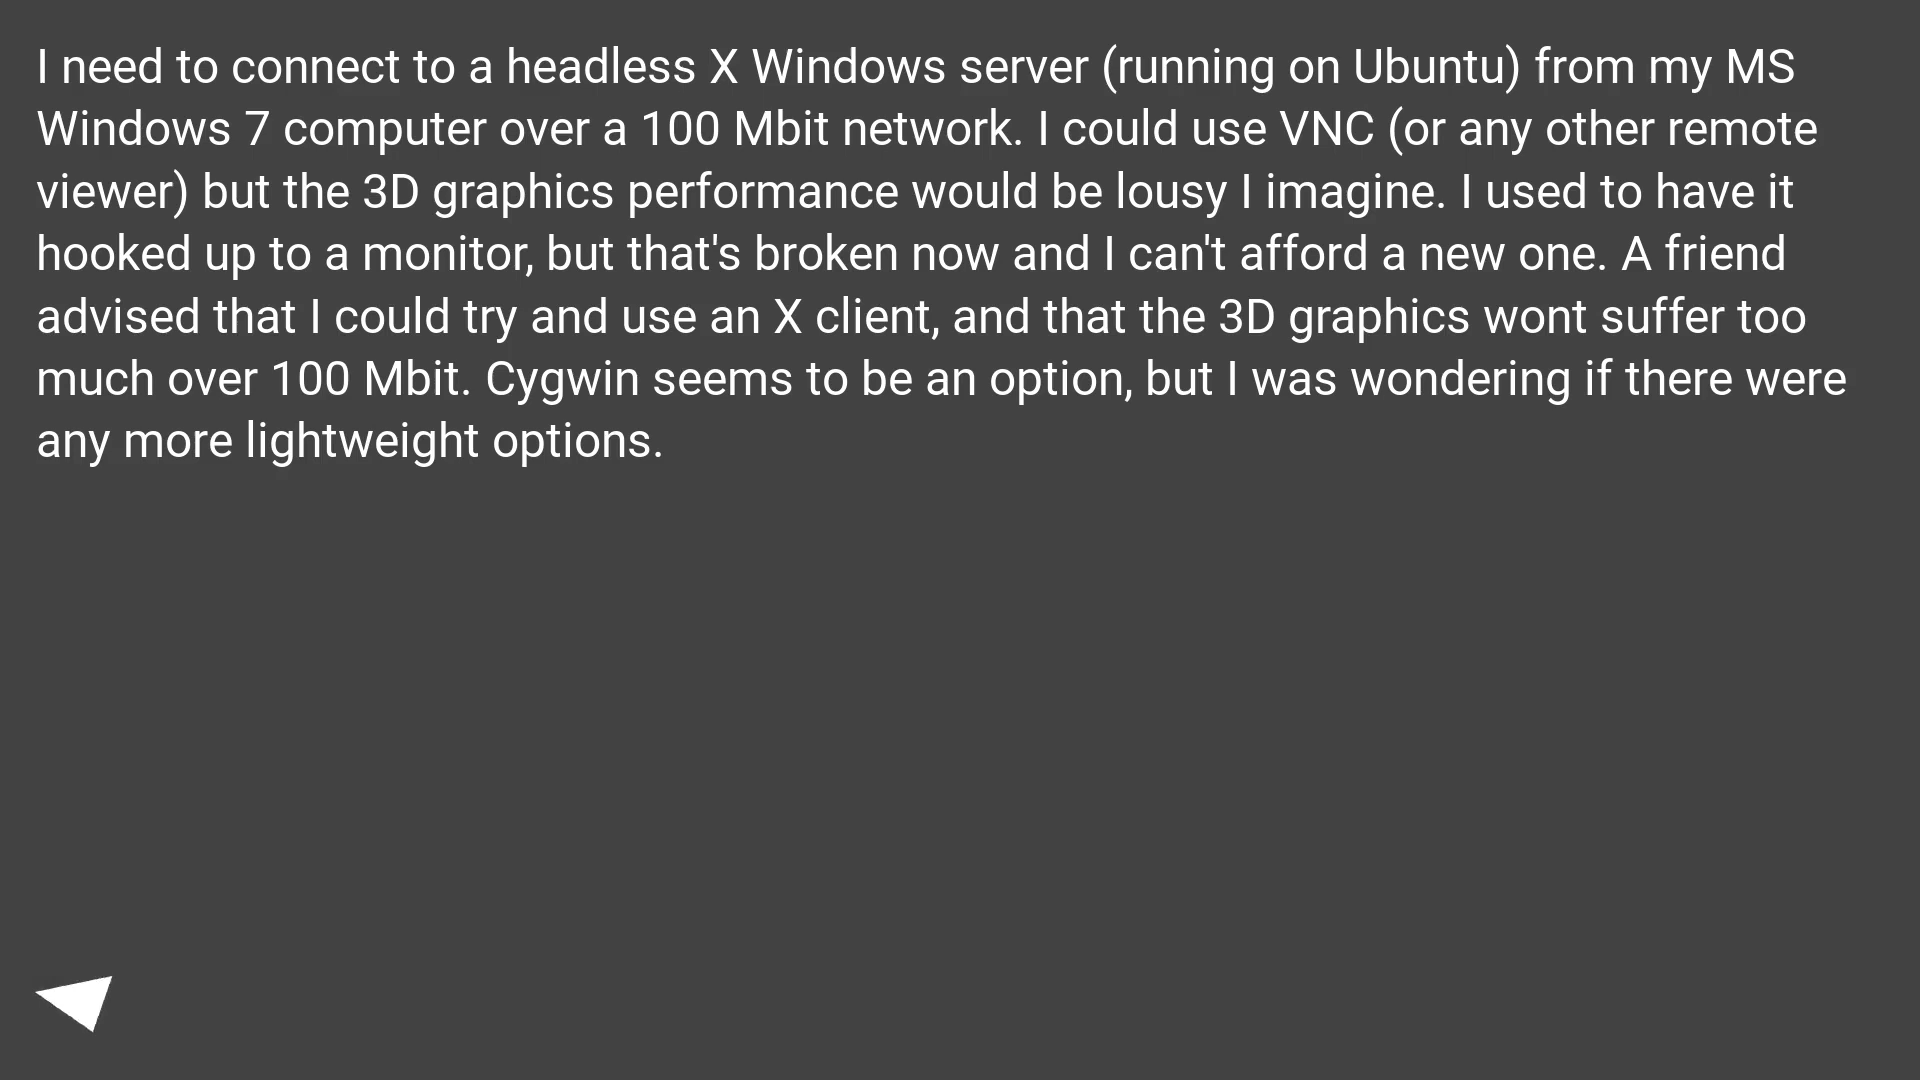 I need to connect to a headless X Windows server (running on Ubuntu) from my MS
Windows 7 computer over a 100 Mbit network. I could use VNC (or any other remote
viewer) but the 3D graphics performance would be lousy I imagine. I used to have it
hooked up to a monitor, but that's broken now and I can't afford a new one. A friend
advised that I could try and use an X client, and that the 3D graphics wont suffer too
much over 100 Mbit. Cygwin seems to be an option, but I was wondering if there were
any more lightweight options.